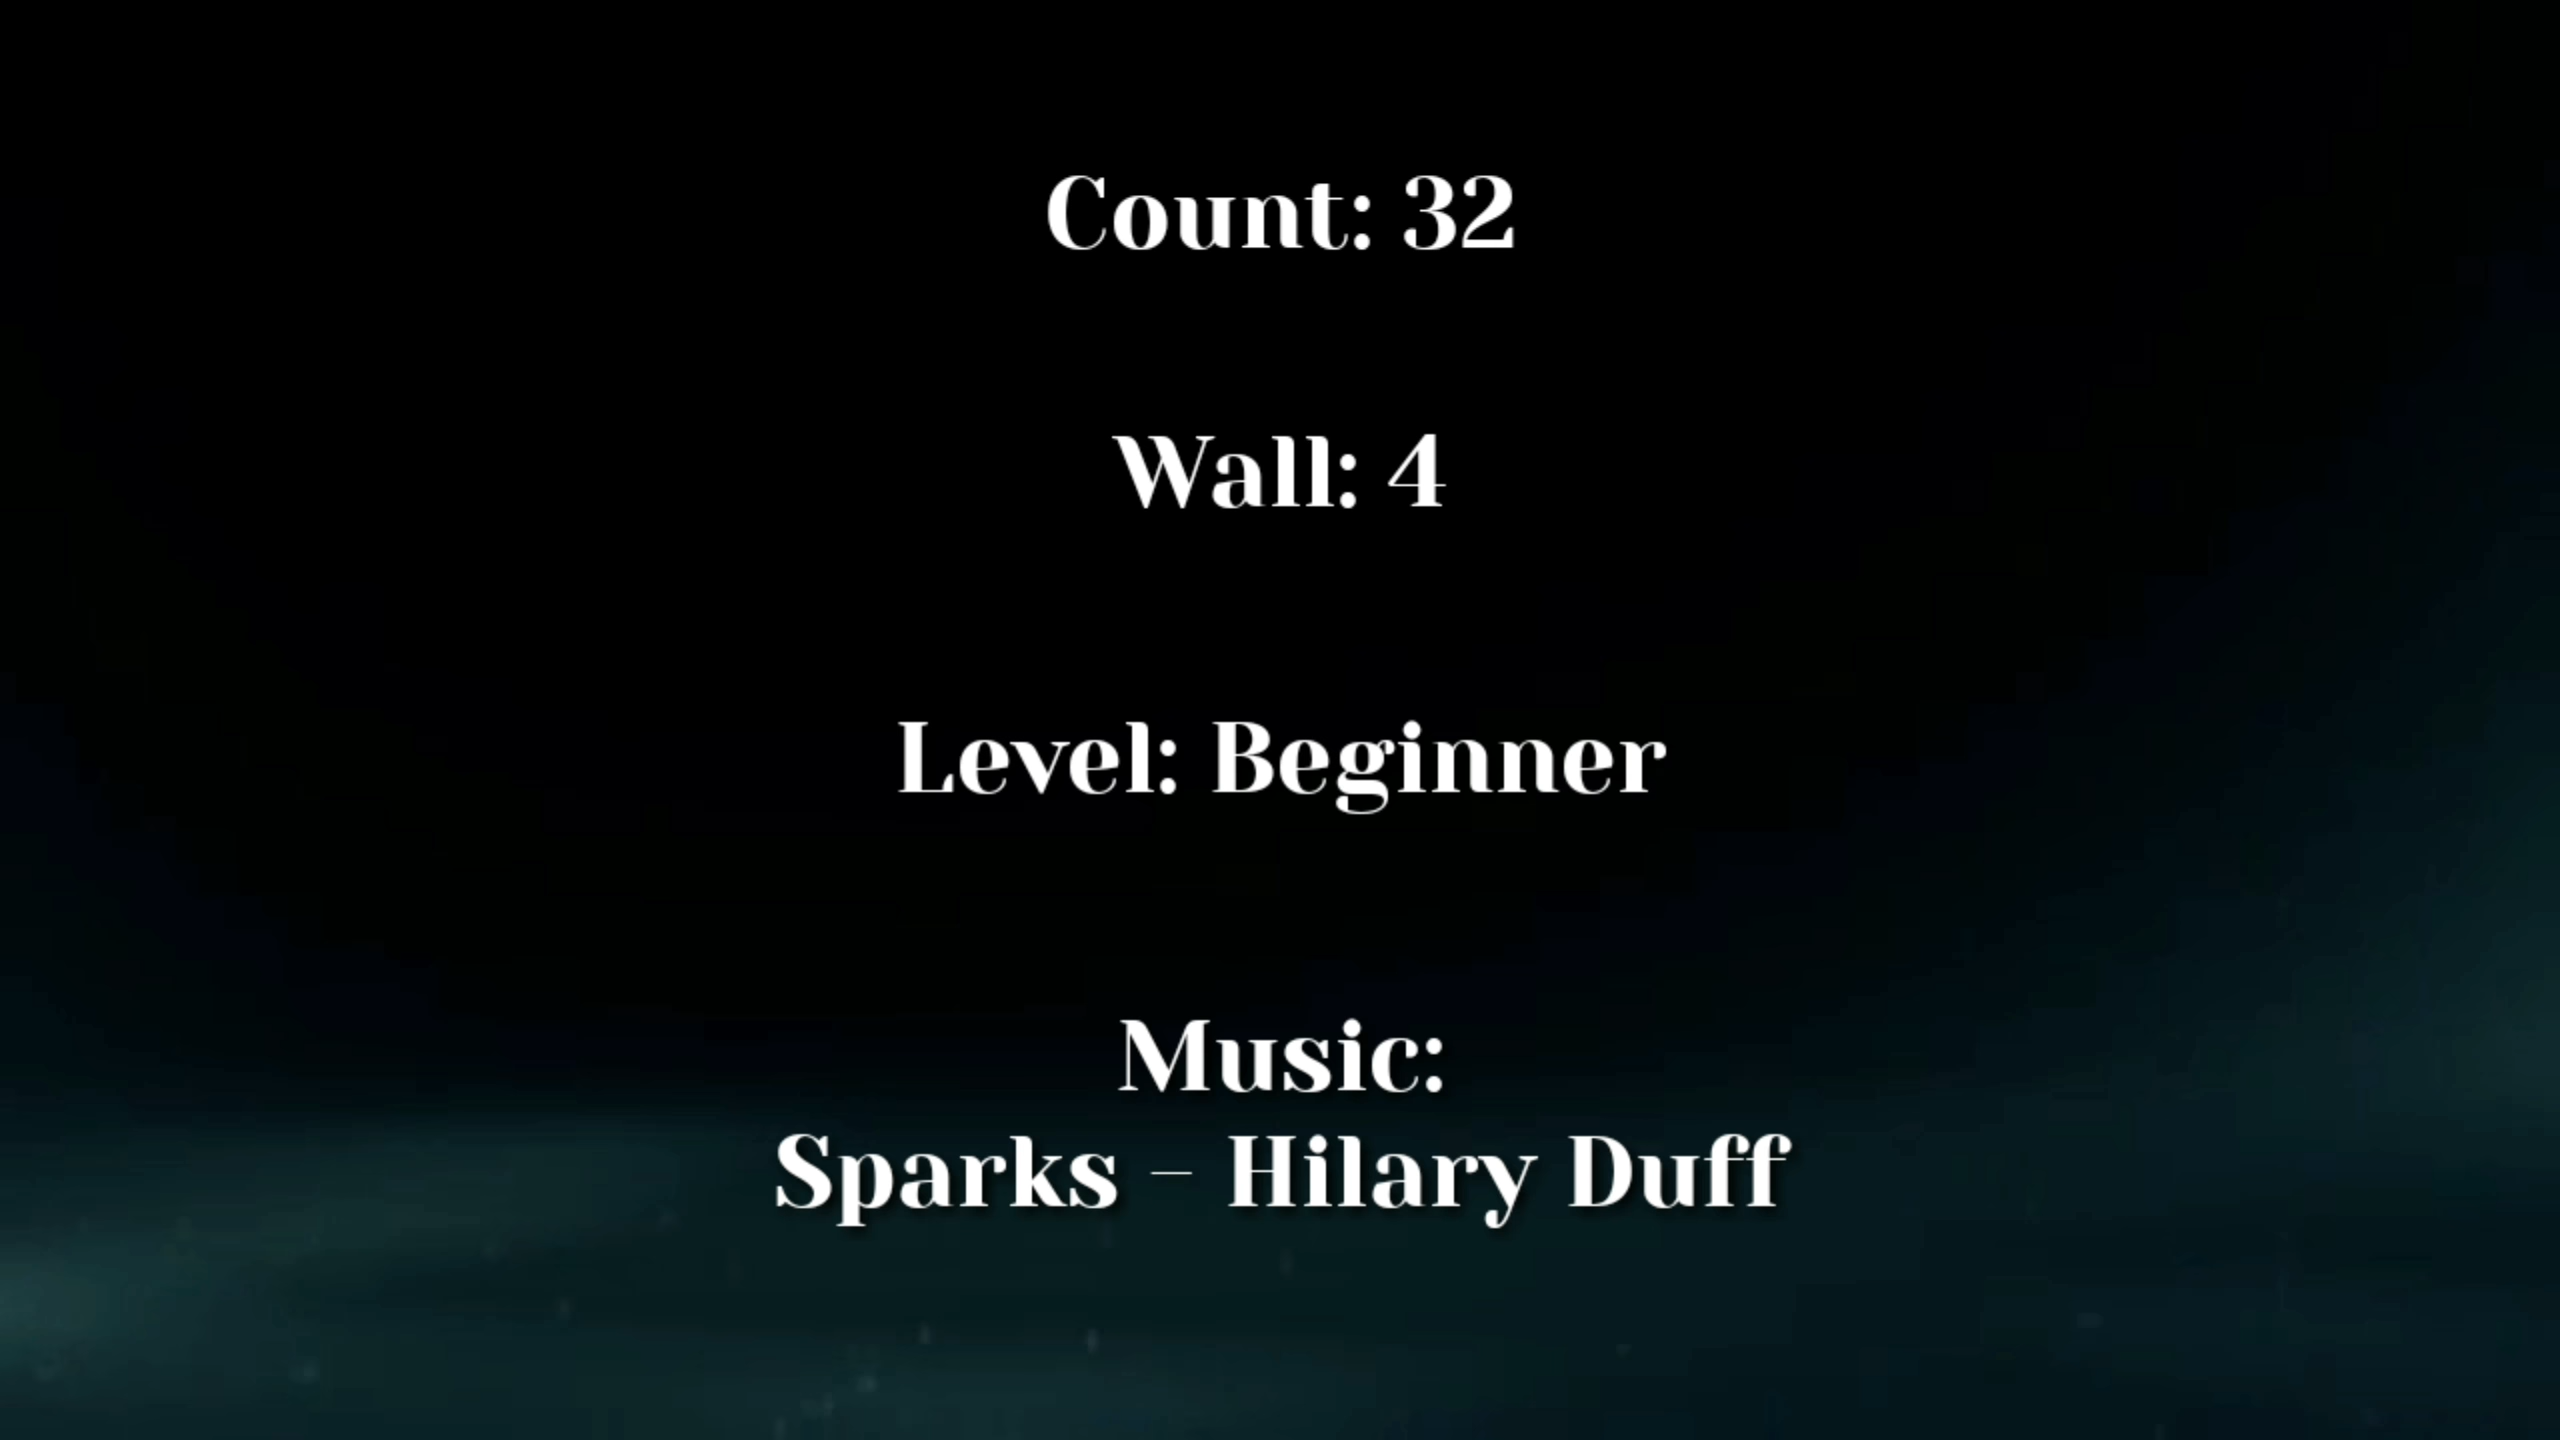 Count: 32
Wall: 4
Level: Beginner
Music:
Sparks - Hilary Duff